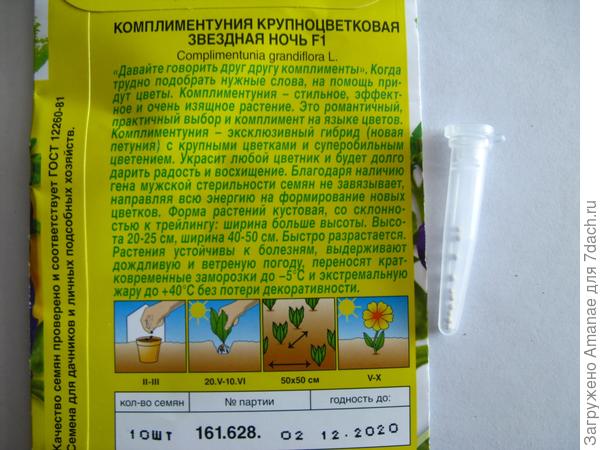 КОМПЛИМЕНТУНИЯ КРУПНОЦВЕТКОВАЯ
ЗВЕЗДНАЯ НОЧЬ F1
Complimentunia grandiflora L.
«Давайте говорить друг другу комплименты». Когда
трудно подобрать нужные слова, на помощь при-
дут цветы. Комплиментуния – стильное, эффект-
ное и очень изящное растение. Это романтичный,
практичный выбор и комплимент на языке цветов.
Комплиментуния – эксклюзивный гибрид (новая
петуния) с крупными цветками и суперобильным
цветением. Украсит любой цветник и будет долго
дарить радость и восхищение. Благодаря наличию
гена мужской стерильности семян не завязывает,
направляя всю энергию на формирование новых
цветков. Форма растений кустовая, со склоннос-
тью к трейлингу: ширина больше высоты. Высо-
та 20-25 см, ширина 40-50 см. Быстро разрастается.
Растения устойчивы к болезням, выдерживают
дождливую и ветреную погоду, переносят крат-
ковременные заморозки до –5°С и экстремальную
жару до +40°С без потери декоративности.
II-III
20.V-10.VI
50х50 см
V-X
кол-во семян
№ партии
годность до:
10шт
161.628.
02
12.2020
Качество семян проверено и соответствует ГОСТ 12260-81
Семена для дачников и личных подсобных хозяйств.
Загружено Amanae для 7dach.ru